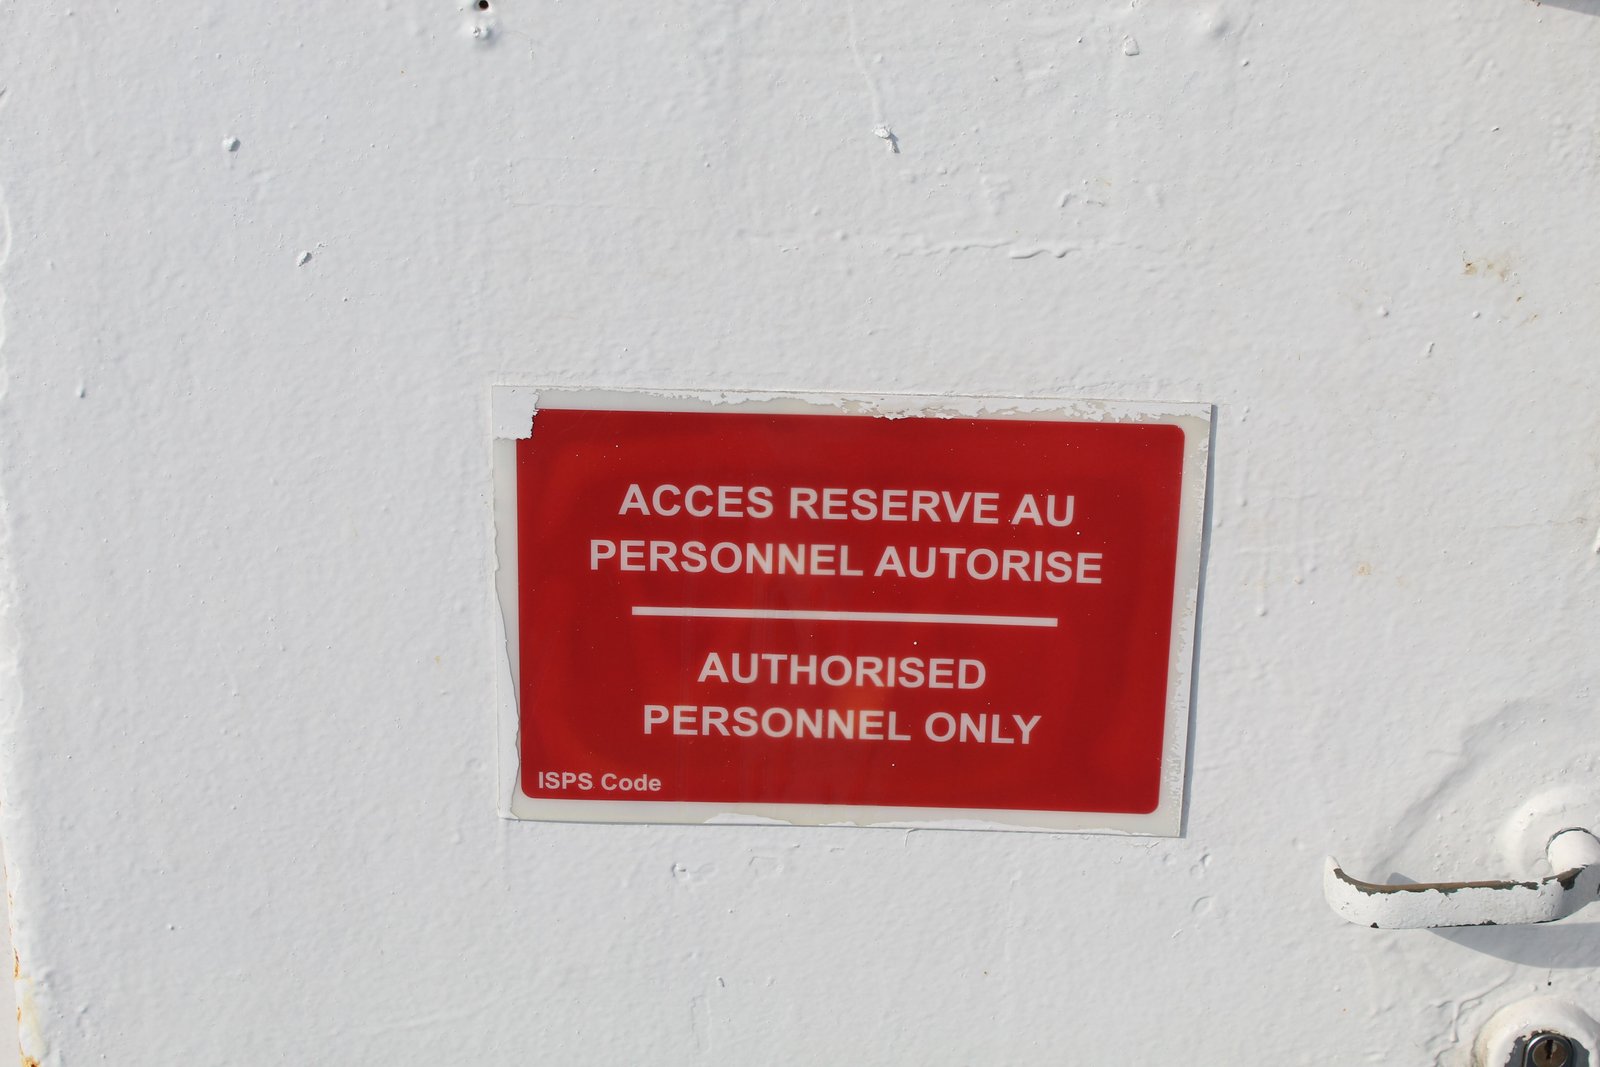 ACCES RESERVE AU
PERSONNEL AUTORISE
AUTHORISED
PERSONNEL ONLY
ISPS Code